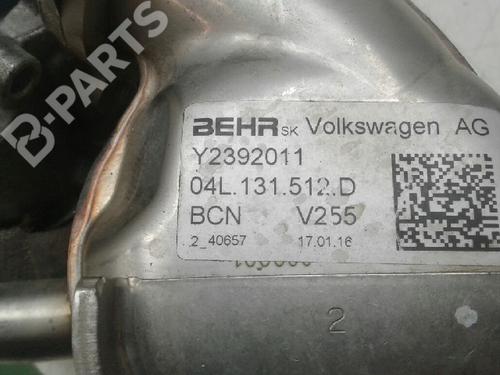 B-PARTS
BEHR SK Volkswagen AG
Y2392011
04L.131.512.D
BCN V255
2_40657 17.01.16
2